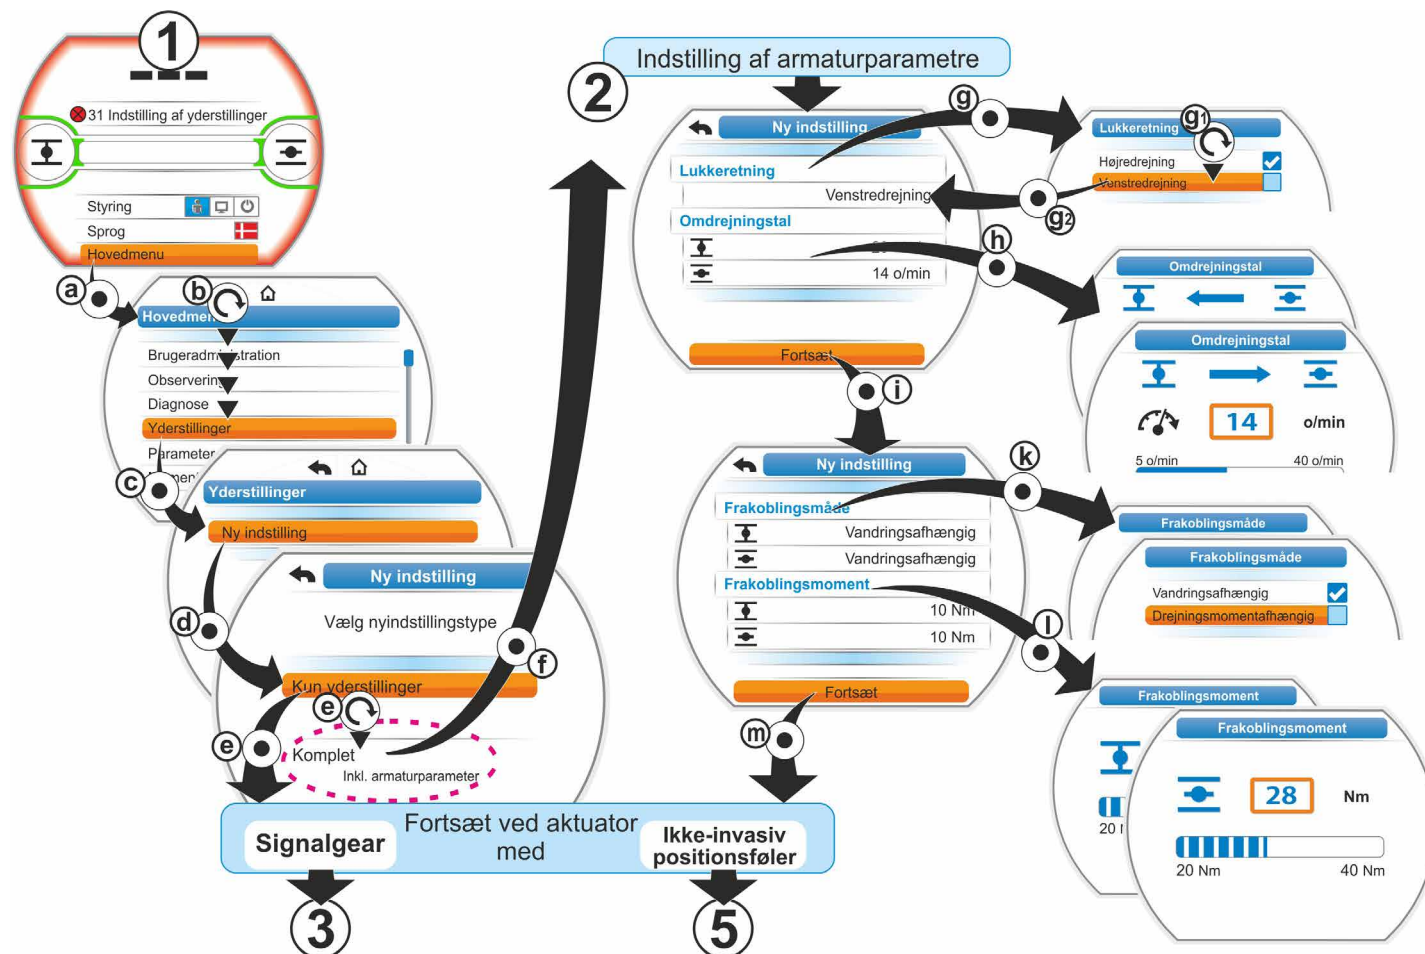 1
31 Indstilling af yderstillinger
Styring
Sprog
Hovedmenu
a
b
Brugeradministration
Observering
Diagnose
Yderstillinger
Parameter
c
Yderstillinger
Ny indstilling
d
Ny indstilling
Vælg nyindstillingstype
Kun yderstillinger
e
e
f
Komplet
Inkl. armaturparameter
2
Indstilling af armaturparametre
Ny indstilling
Lukkeretning
Venstredrejning
Omdrejningstal
14 o/min
Fortsæt
g
Lukkeretning
g1
Højredrejning
Venstredrejning
g2
h
Omdrejningstal
Omdrejningstal
14
o/min
5 o/min
40 o/min
i
Ny indstilling
Frakoblingsmåde
Vandringsafhængig
Vandringsafhængig
Frakoblingsmoment
10 Nm
10 Nm
Fortsæt
k
Frakoblingsmåde
Frakoblingsmåde
Vandringsafhængig
Drejningsmomentafhængig
l
Frakoblingsmoment
20
Frakoblingsmoment
28
Nm
20 Nm
40 Nm
m
Fortsæt ved aktuator
med
Signalgear
Ikke-invasiv
positionsføler
3
5